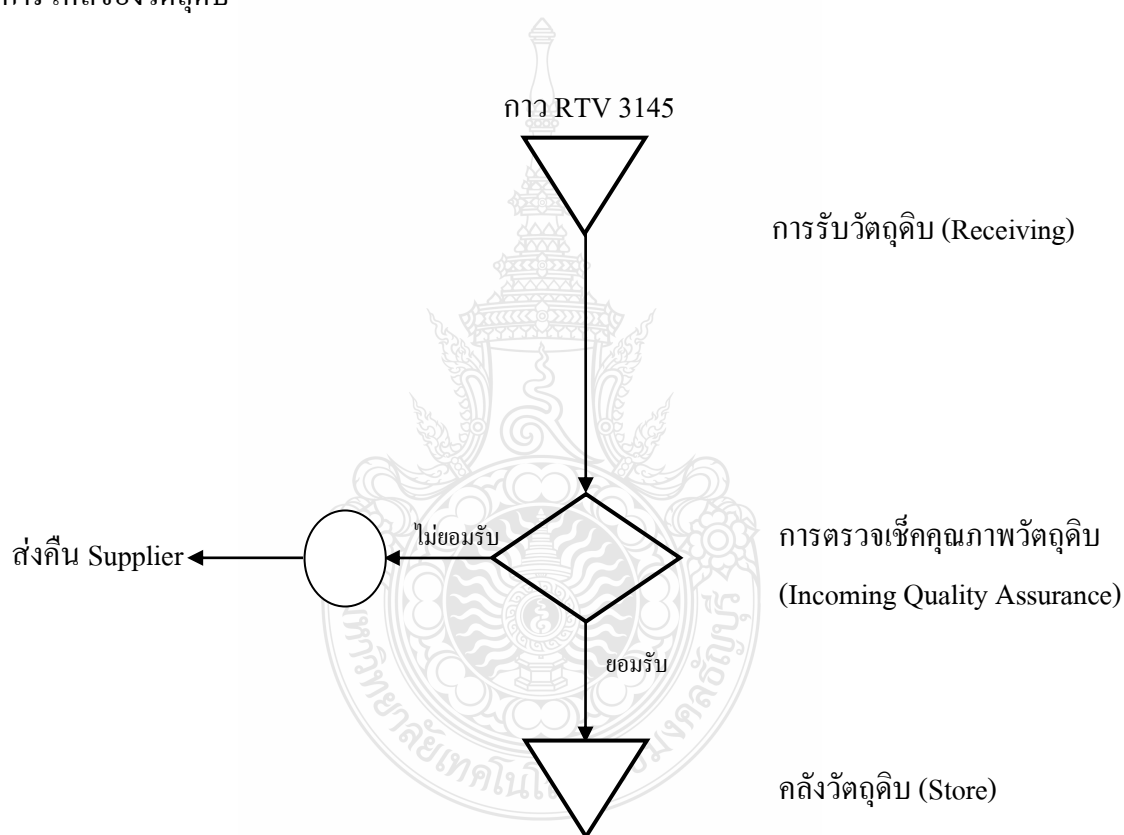 กาว RTV 3145
การรับวัตถุดิบ (Receiving)
ไม่ยอมรับ
ส่งคืน Supplier
การตรวจเช็คคุณภาพวัตถุดิบ
(Incoming Quality Assurance)
ยอมรับ
คลังวัตถุดิบ (Store)